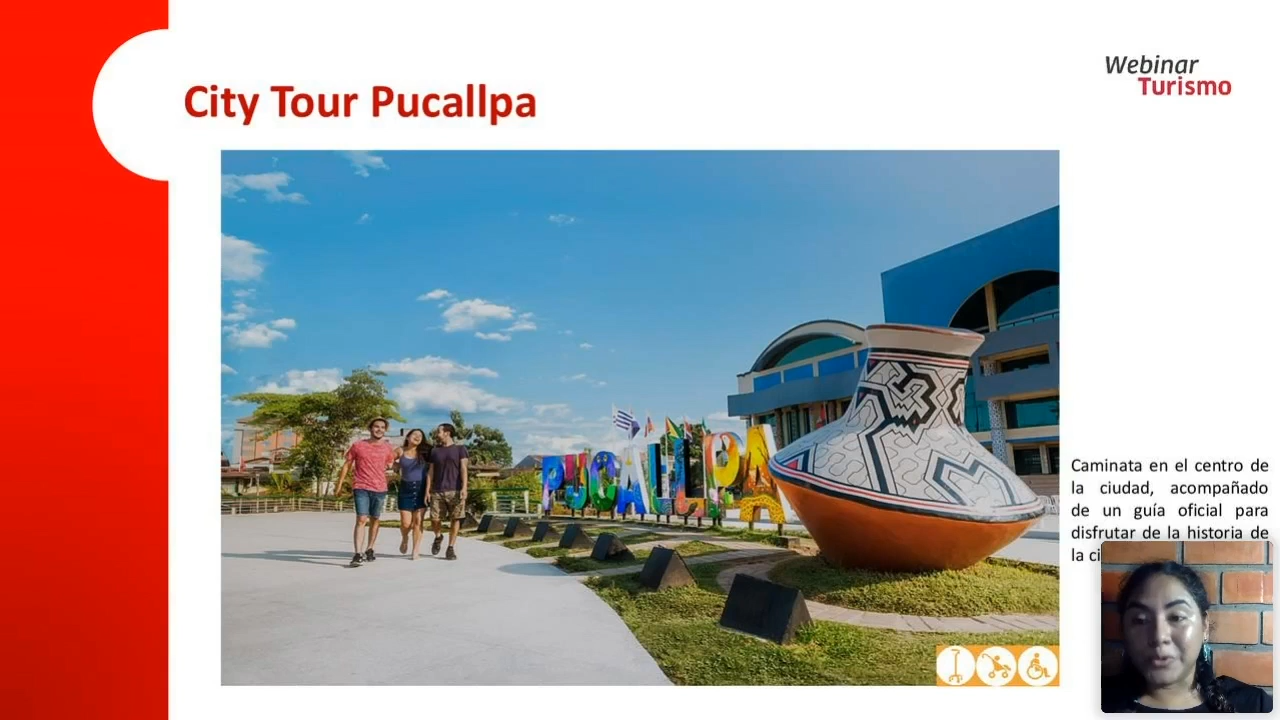 Webinar
Turismo
City Tour Pucallpa
PUCALLPA
Caminata en el centro de
la ciudad, acompañado
de un guía oficial para
disfrutar de la historia de
la